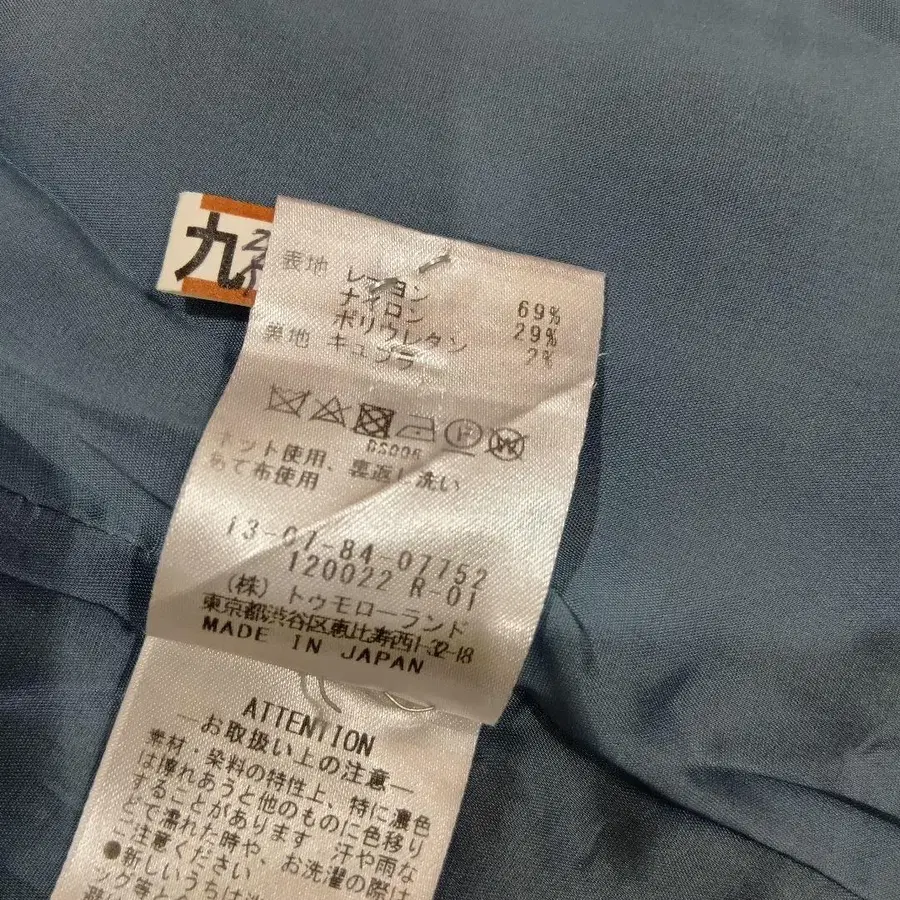 九
表地 レーヨン 69%
ナイロン 29%
ポリウレタン 2%
裏地 キュプラ
BS006
ネット使用、裏返し洗い
あて布使用
13-07-84-07752
120022 R-01
(株) トゥモローランド
東京都渋谷区恵比寿西1-32-18
MADE IN JAPAN
ATTENTION
―お取扱い上の注意―
素材・染料の特性上、特に濃色
は擦れあうと他のものに色移り
することがあります 汗や雨な
どで濡れた時や、お洗濯の際は
ご注意ください
●新しいうちは
ッグ等と
避